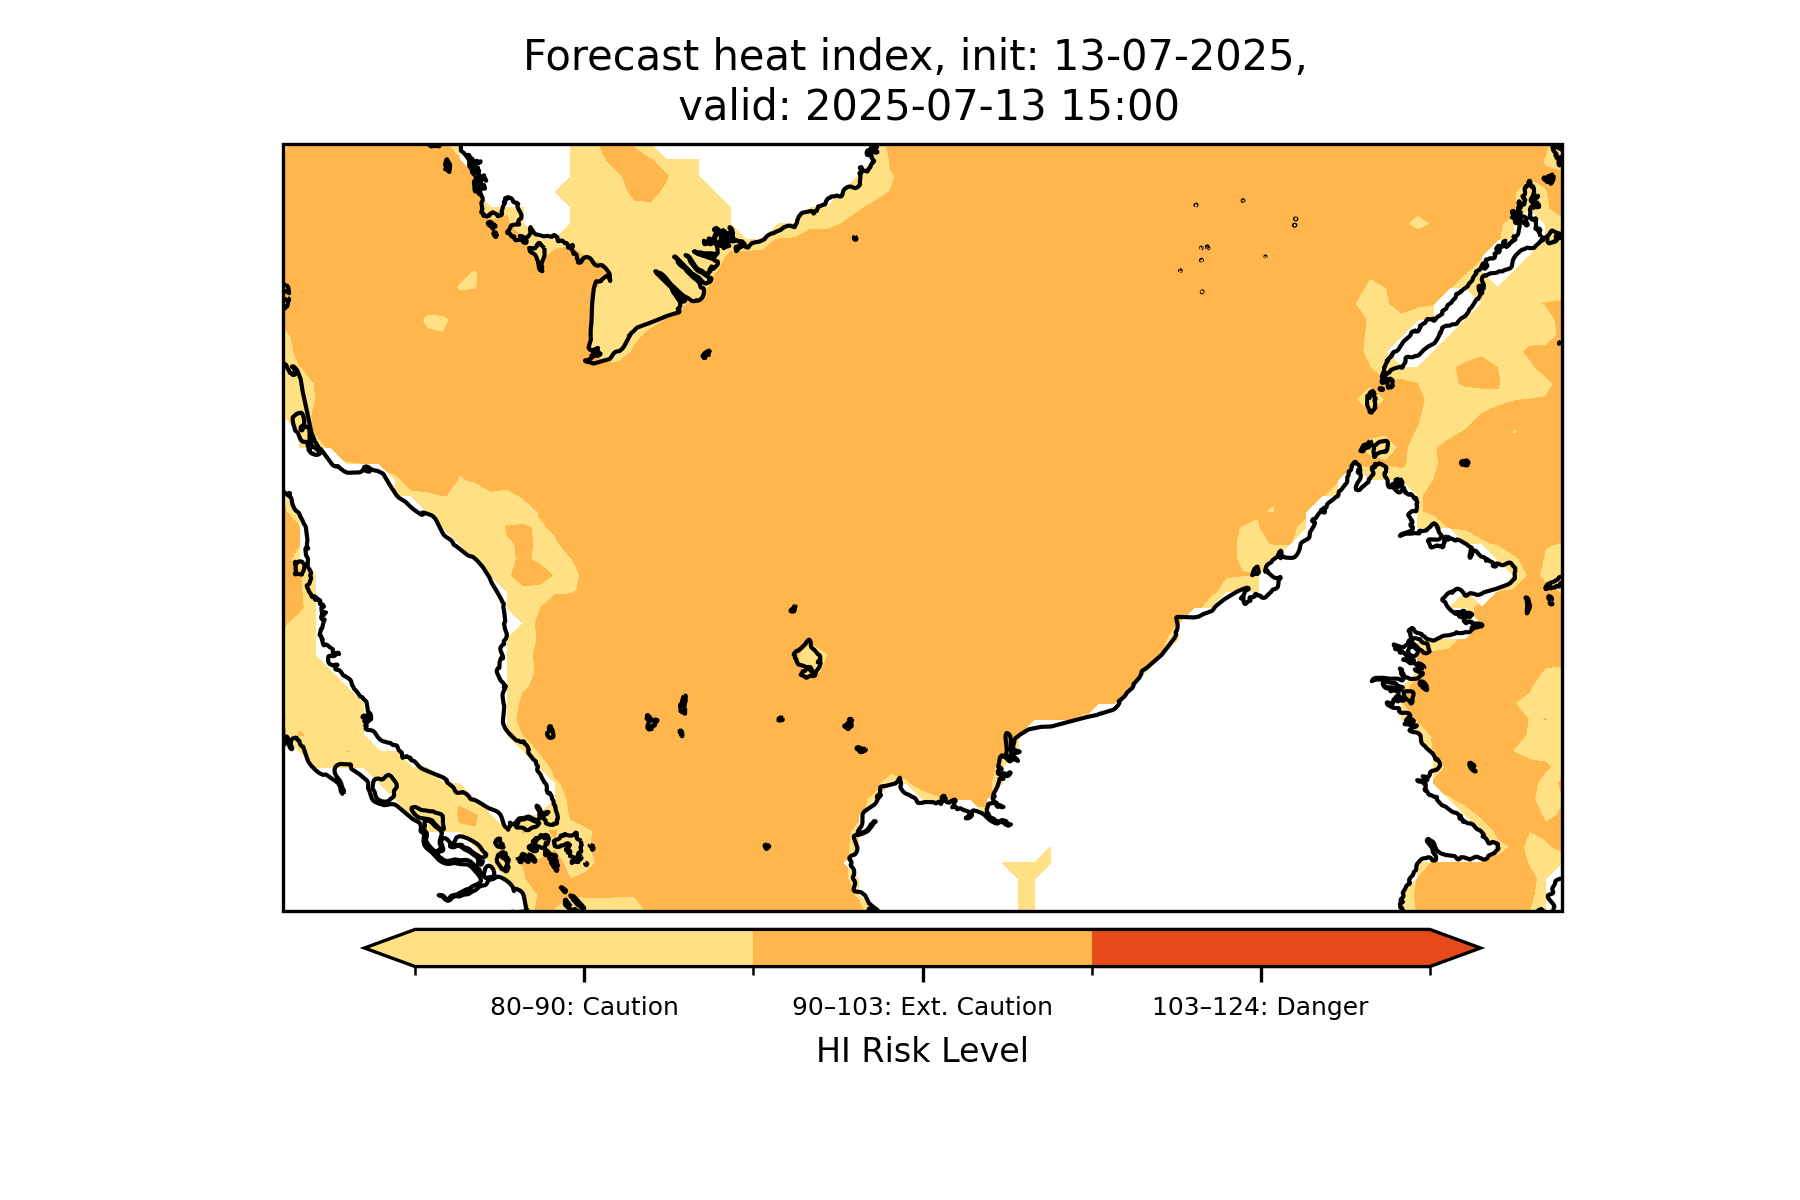 Forecast heat index, init: 13-07-2025,
valid: 2025-07-13 15:00
80–90: Caution
90–103: Ext. Caution
103–124: Danger
HI Risk Level